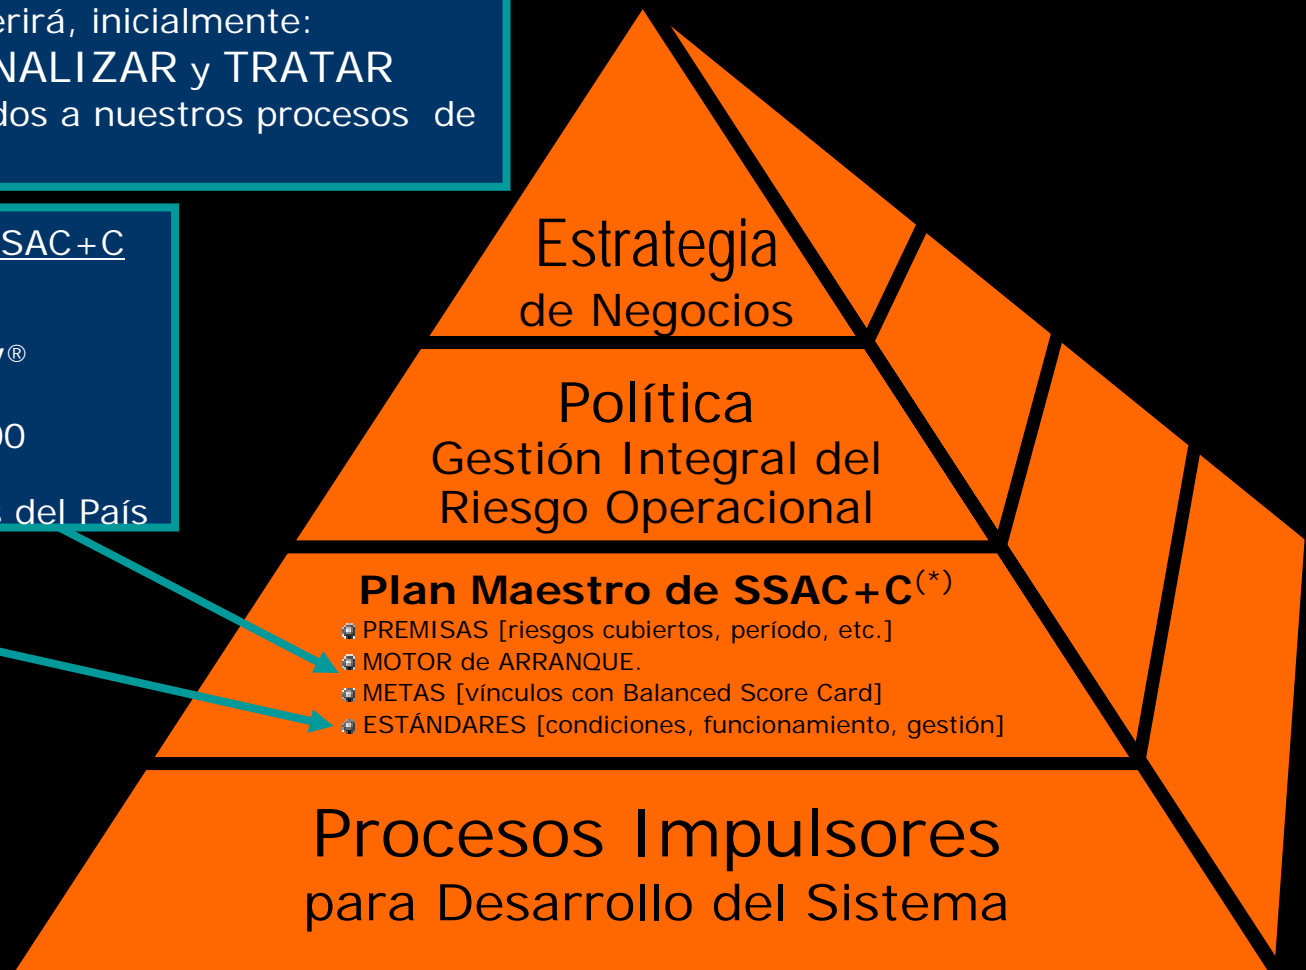 erirá, inicialmente:
NALIZAR y TRATAR
dos a nuestros procesos de
SAC+C
y®
00
s del País
Estrategia
de Negocios
Política
Gestión Integral del
Riesgo Operacional
Plan Maestro de SSAC+C(*)
PREMISAS [riesgos cubiertos, período, etc.]
MOTOR de ARRANQUE.
METAS [vínculos con Balanced Score Card]
ESTÁNDARES [condiciones, funcionamiento, gestión]
Procesos Impulsores
para Desarrollo del Sistema